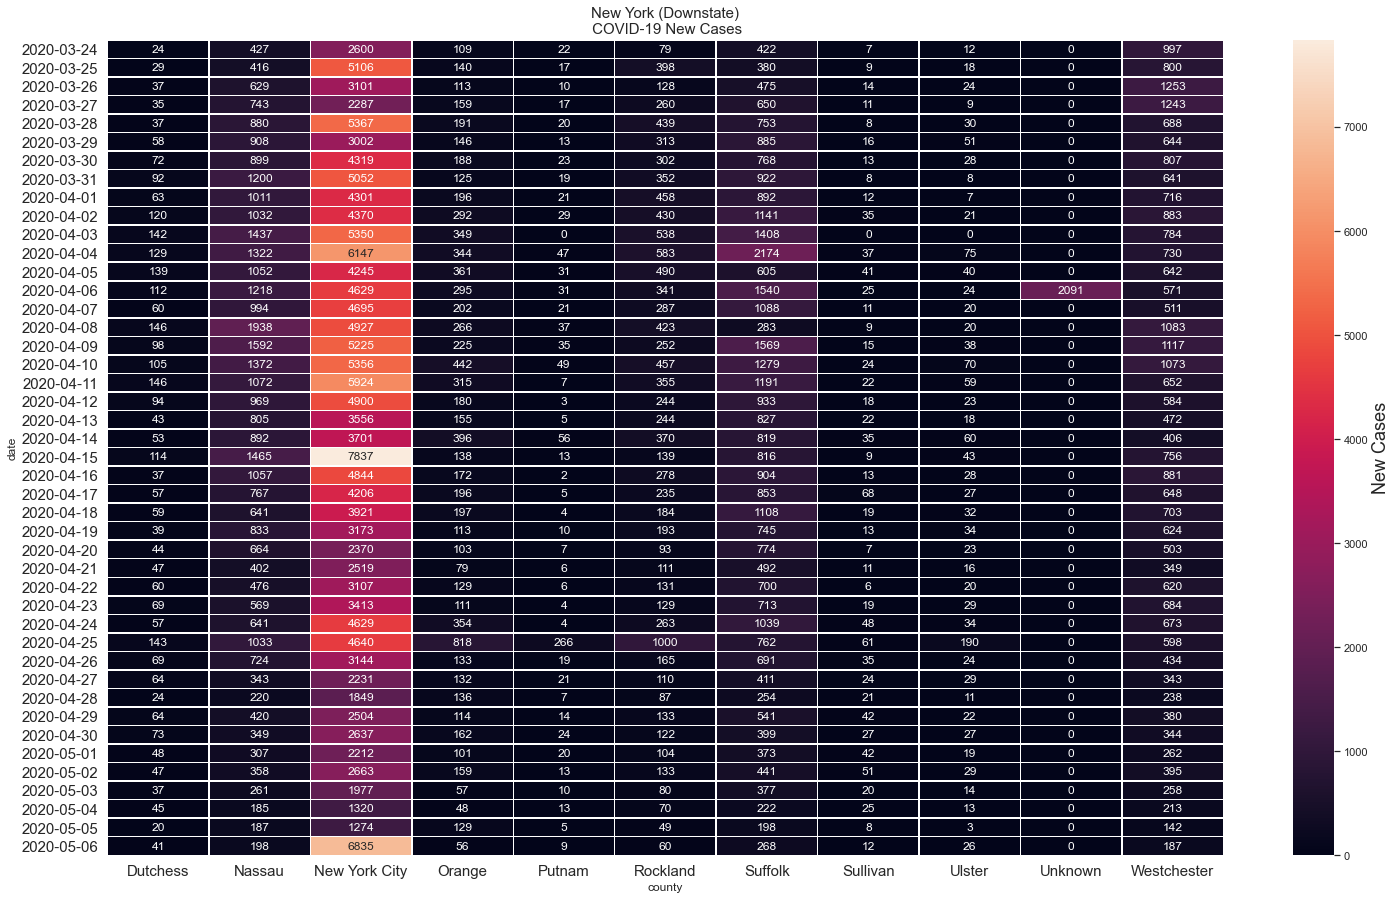 New York (Downstate)
COVID-19 New Cases
2020-03-24 24 427 2600 109 22 79 422 7 12 0 997
2020-03-25 29 416 5106 140 17 398 380 9 18 0 800
2020-03-26 37 629 3101 113 10 128 475 14 24 0 1253
2020-03-27 35 743 2287 159 17 260 650 11 9 0 1243
2020-03-28 37 880 5367 191 20 439 753 8 30 0 688
2020-03-29 58 908 3002 146 13 313 885 16 51 0 644
2020-03-30 72 899 4319 188 23 302 768 13 28 0 807
2020-03-31 92 1200 5052 125 19 352 922 8 8 0 641
2020-04-01 63 1011 4301 196 21 458 892 12 7 0 716
2020-04-02 120 1032 4370 292 29 430 1141 35 21 0 883
2020-04-03 142 1437 5350 349 0 538 1408 0 0 0 784
2020-04-04 129 1322 6147 344 47 583 2174 37 75 0 730
2020-04-05 139 1052 4245 361 31 490 605 41 40 0 642
2020-04-06 112 1218 4629 295 31 341 1540 25 24 2091 571
2020-04-07 60 994 4695 202 21 287 1088 11 20 0 511
2020-04-08 146 1938 4927 266 37 423 283 9 20 0 1083
2020-04-09 98 1592 5225 225 35 252 1569 15 38 0 1117
2020-04-10 105 1372 5356 442 49 457 1279 24 70 0 1073
2020-04-11 146 1072 5924 315 7 355 1191 22 59 0 652
2020-04-12 94 969 4900 180 3 244 933 18 23 0 584
2020-04-13 43 805 3556 155 5 244 827 22 18 0 472
2020-04-14 53 892 3701 396 56 370 819 35 60 0 406
2020-04-15 114 1465 7837 138 13 139 816 9 43 0 756
2020-04-16 37 1057 4844 172 2 278 904 13 28 0 881
2020-04-17 57 767 4206 196 5 235 853 68 27 0 648
2020-04-18 59 641 3921 197 4 184 1108 19 32 0 703
2020-04-19 39 833 3173 113 10 193 745 13 34 0 624
2020-04-20 44 664 2370 103 7 93 774 7 23 0 503
2020-04-21 47 402 2519 79 6 111 492 11 16 0 349
2020-04-22 60 476 3107 129 6 131 700 6 20 0 620
2020-04-23 69 569 3413 111 4 129 713 19 29 0 684
2020-04-24 57 641 4629 354 4 263 1039 48 34 0 673
2020-04-25 143 1033 4640 818 266 1000 762 61 190 0 598
2020-04-26 69 724 3144 133 19 165 691 35 24 0 434
2020-04-27 64 343 2231 132 21 110 411 24 29 0 343
2020-04-28 24 220 1849 136 7 87 254 21 11 0 238
2020-04-29 64 420 2504 114 14 133 541 42 22 0 380
2020-04-30 73 349 2637 162 24 122 399 27 27 0 344
2020-05-01 48 307 2212 101 20 104 373 42 19 0 262
2020-05-02 47 358 2663 159 13 133 441 51 29 0 395
2020-05-03 37 261 1977 57 10 80 377 20 14 0 258
2020-05-04 45 185 1320 48 13 70 222 25 13 0 213
2020-05-05 20 187 1274 129 5 49 198 8 3 0 142
2020-05-06 41 198 6835 56 9 60 268 12 26 0 187
Dutchess Nassau New York City Orange Putnam Rockland Suffolk Sullivan Ulster Unknown Westchester
county
date
7000
6000
5000
4000
3000
2000
1000
0
New Cases